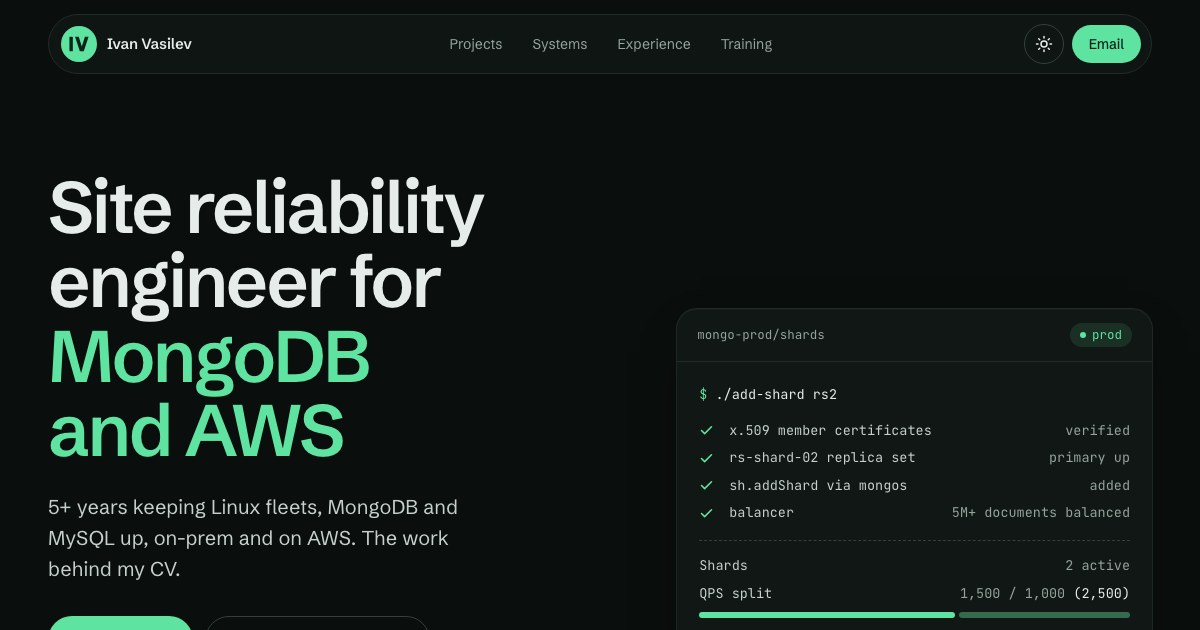 IV Ivan Vasilev
Projects Systems Experience Training
Email
Site reliability
engineer for
MongoDB
and AWS
5+ years keeping Linux fleets, MongoDB and
MySQL up, on-prem and on AWS. The work
behind my CV.
mongo-prod/shards prod
$ ./add-shard rs2
x.509 member certificates verified
rs-shard-02 replica set primary up
sh.addShard via mongos added
balancer 5M+ documents balanced
Shards 2 active
QPS split 1,500 / 1,000 (2,500)